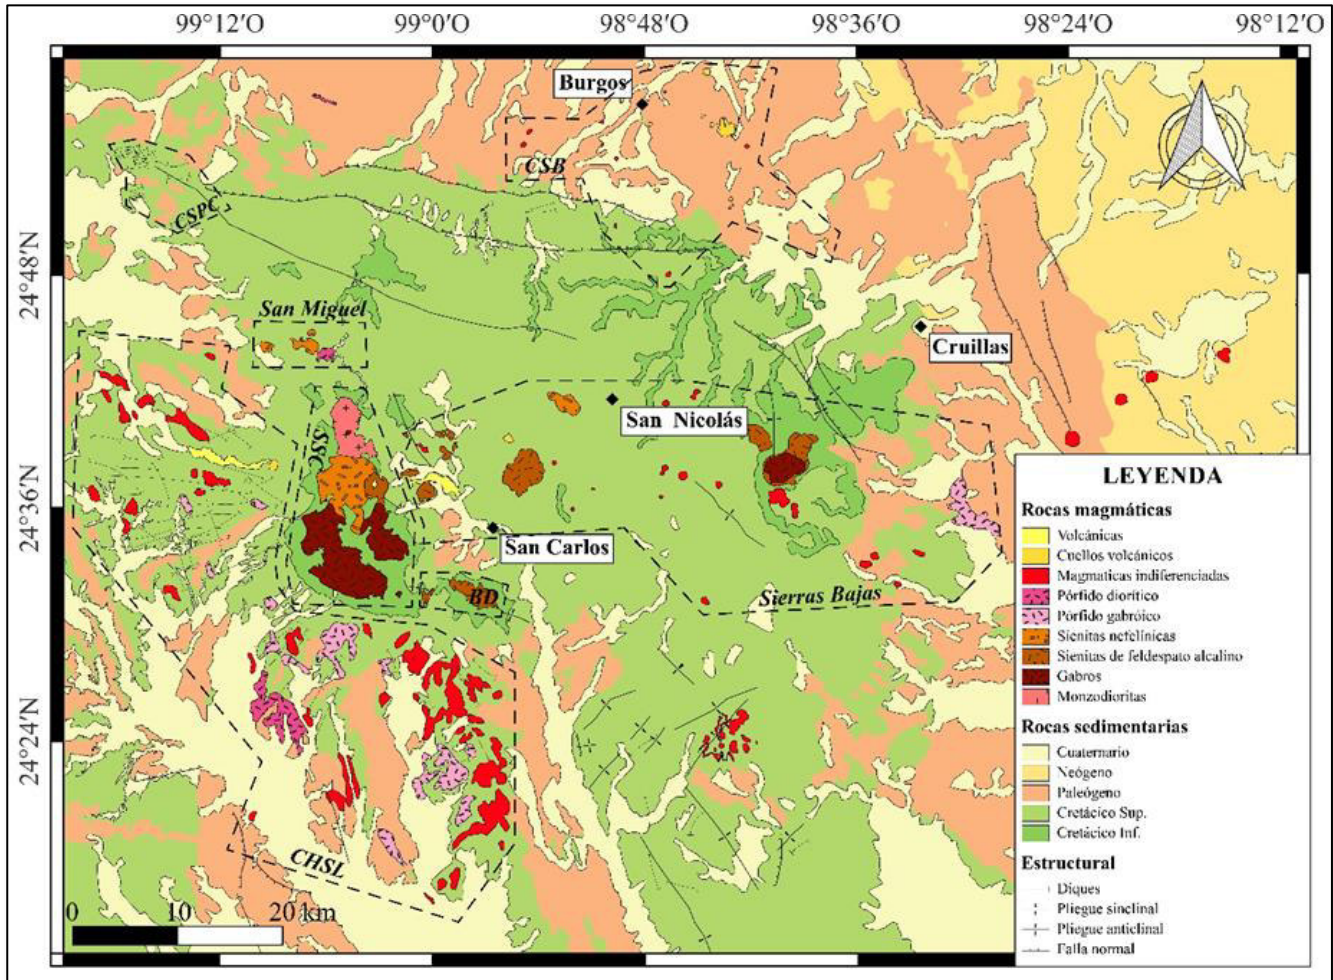 99°12′O 99°0′O 98°48′O 98°36′O 98°24′O 98°12′O
24°48′N
24°36′N
24°24′N
Burgos
CSB
CSPC
San Miguel
Cruillas
San Nicolás
SSC
San Carlos
BD
Sierras Bajas
CHSL
0 10 20 km
LEYENDA
Rocas magmáticas
Volcánicas
Cuellos volcánicos
Magmaticas indiferenciadas
Pórfido diorítico
Pórfido gabróico
Sienitas nefelínicas
Sienitas de feldespato alcalino
Gabros
Monzodioritas
Rocas sedimentarias
Cuaternario
Neógeno
Paleógeno
Cretácico Sup.
Cretácico Inf.
Estructural
Diques
Pliegue sinclinal
Pliegue anticlinal
Falla normal